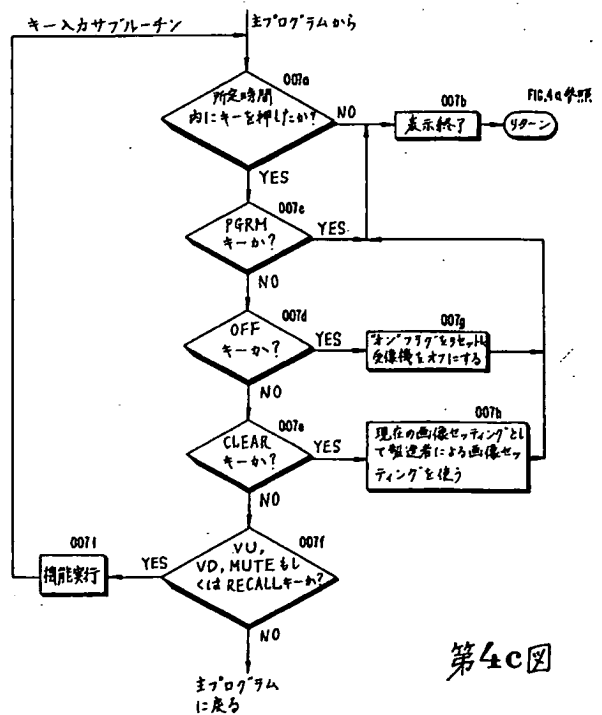 キー入力サブルーチン
主プログラムから
007a
所定時間
内にキーを押したか?
NO
007b
表示終了
FIG.4a参照
リターン
YES
007c
PGRM
キーか?
YES
NO
007d
OFF
キーか?
YES
007g
"オン"フラグをリセットし
受像機をオフにする
NO
007e
CLEAR
キーか?
YES
007h
現在の画像セッティングとし
て製造者による画像セッ
ティングを使う
NO
007f
VU,
VD, MUTEもし
くはRECALLキーか?
YES
007i
機能実行
NO
主プログラム
に戻る
第4c図